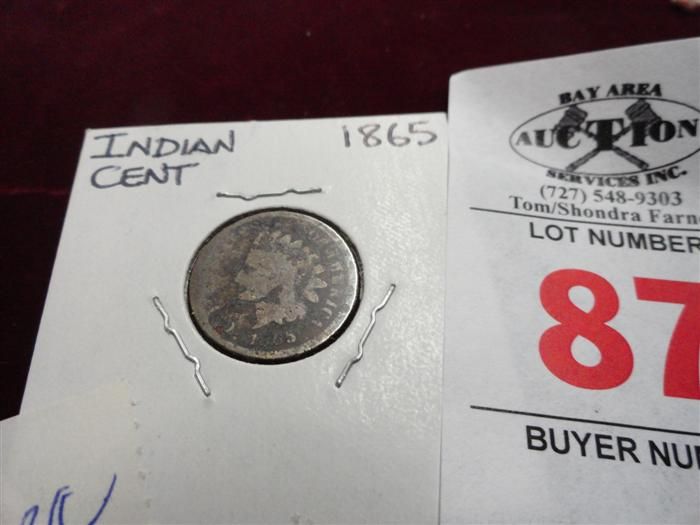 INDIAN CENT
1865
1865
BAY AREA
AUCTION
SERVICES INC.
(727) 548-9303
Tom/Shondra Farn
LOT NUMBER
87
BUYER NU